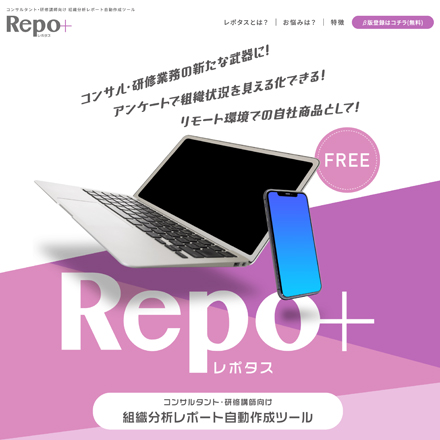 コンサルタント・研修講師向け 組織分析レポート自動作成ツール
Repo+
レポタス
レポタスとは？ | お悩みは？ | 特徴
β版登録はコチラ(無料)
コンサル・研修業務の新たな武器に！
アンケートで組織状況を見える化できる！
リモート環境での自社商品として！
FREE
Repo+
レポタス
コンサルタント・研修講師向け
組織分析レポート自動作成ツール